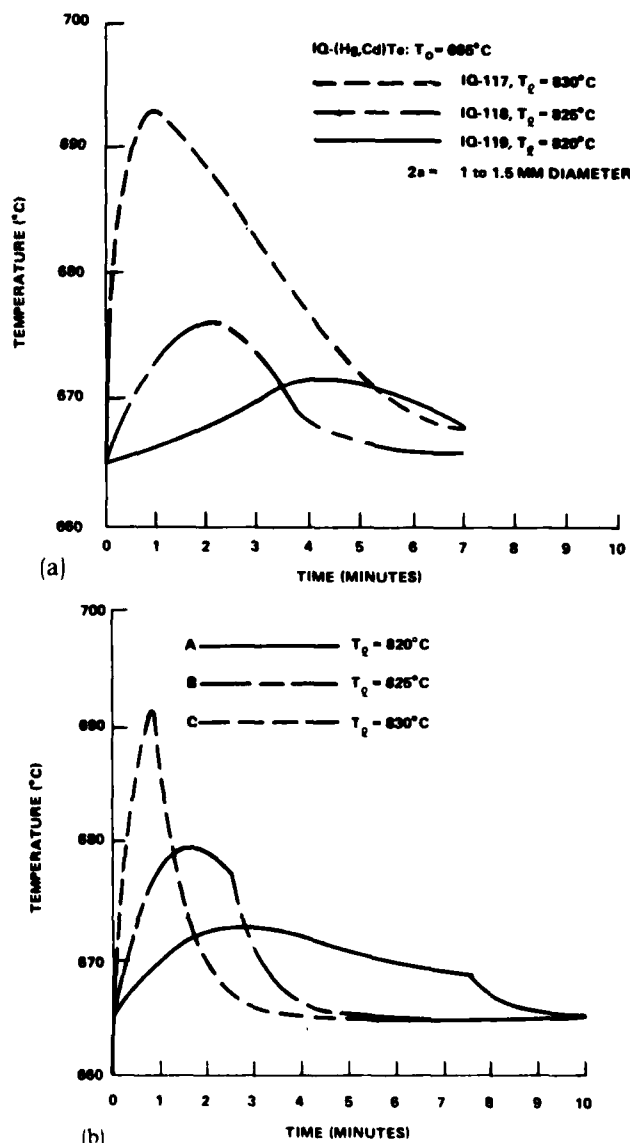 700
690
680
670
660
TEMPERATURE (°C)
IQ-(Hg,Cd)Te: T₀ = 665°C
IQ-117, Tℓ = 830°C
IQ-118, Tℓ = 825°C
IQ-119, Tℓ = 820°C
2a = 1 to 1.5 MM DIAMETER
0 1 2 3 4 5 6 7 8 9 10
(a)
TIME (MINUTES)
700
690
680
670
660
TEMPERATURE (°C)
A Tℓ = 820°C
B Tℓ = 825°C
C Tℓ = 830°C
0 1 2 3 4 5 6 7 8 9 10
(b)
TIME (MINUTES)